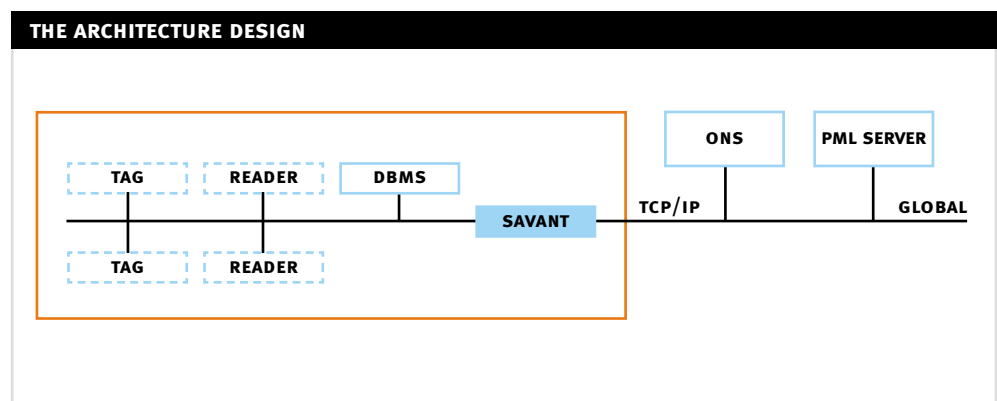 THE ARCHITECTURE DESIGN
ONS
PML SERVER
TAG
READER
DBMS
TCP/IP
GLOBAL
SAVANT
TAG
READER